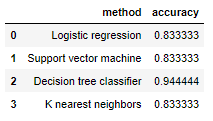 method accuracy
0 Logistic regression 0.833333
1 Support vector machine 0.833333
2 Decision tree classifier 0.944444
3 K nearest neighbors 0.833333